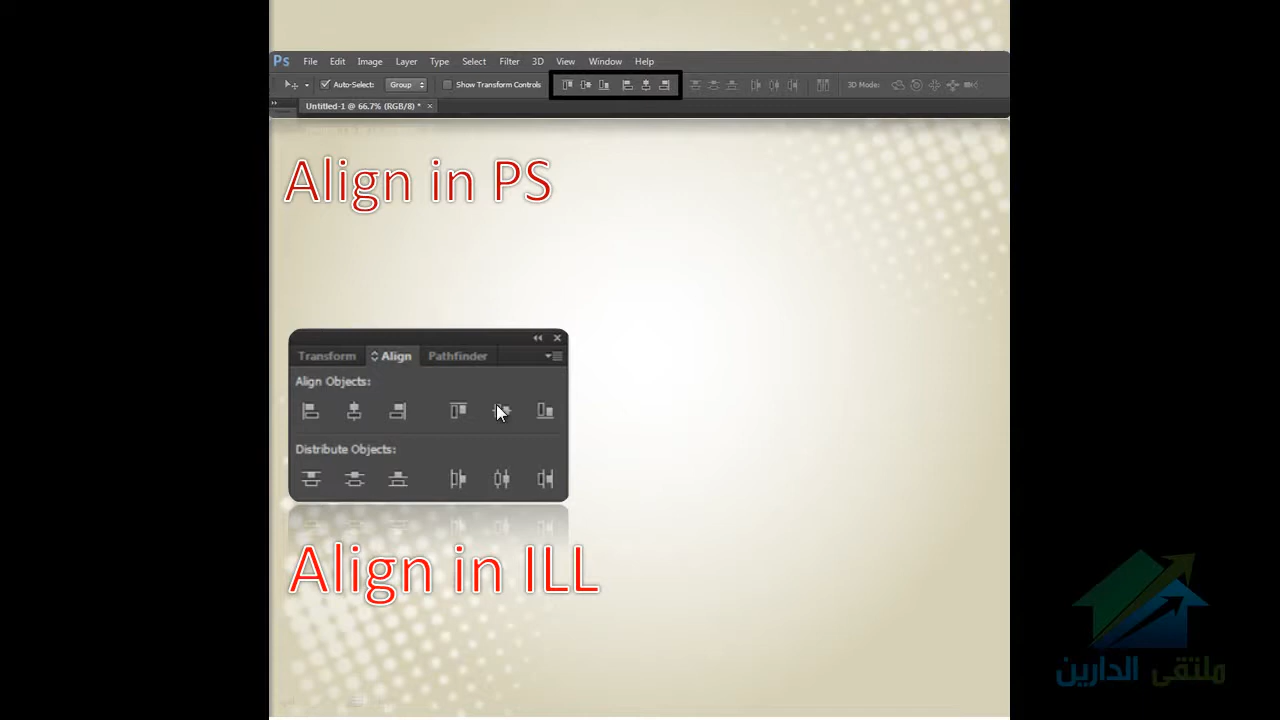 Ps File Edit Image Layer Type Select Filter 3D View Window Help
Auto-Select: Group Show Transform Controls 3D Mode:
Untitled-1 @ 66.7% (RGB/8) * ×
Align in PS
Transform Align Pathfinder
Align Objects:
Distribute Objects:
Align in ILL
ملتقى الدارين